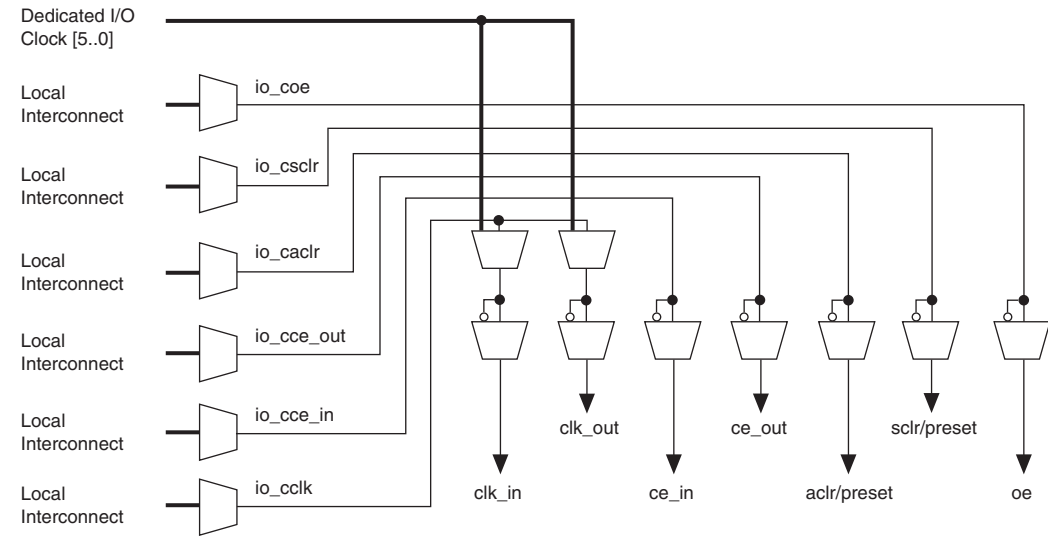 Dedicated I/O
Clock [5..0]
Local
Interconnect
io_coe
Local
Interconnect
io_csclr
Local
Interconnect
io_caclr
Local
Interconnect
io_cce_out
Local
Interconnect
io_cce_in
Local
Interconnect
io_cclk
clk_out
ce_out
sclr/preset
clk_in
ce_in
aclr/preset
oe